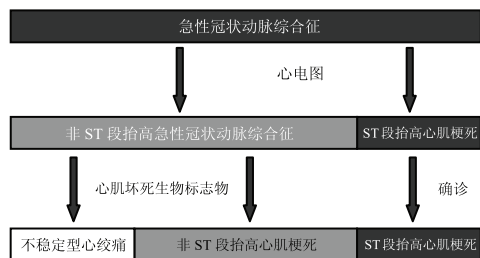 急性冠状动脉综合征
心电图
非ST段抬高急性冠状动脉综合征
ST段抬高心肌梗死
心肌坏死生物标志物
确诊
不稳定型心绞痛
非ST段抬高心肌梗死
ST段抬高心肌梗死